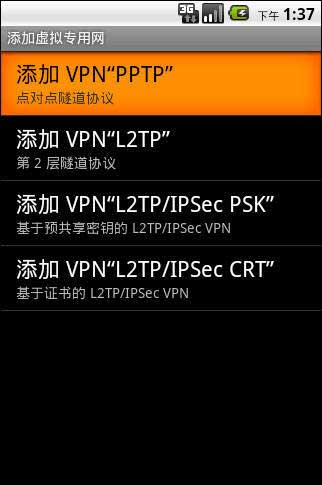 3G 下午 1:37
添加虚拟专用网
添加 VPN“PPTP”
点对点隧道协议
添加 VPN“L2TP”
第 2 层隧道协议
添加 VPN“L2TP/IPSec PSK”
基于预共享密钥的 L2TP/IPSec VPN
添加 VPN“L2TP/IPSec CRT”
基于证书的 L2TP/IPSec VPN